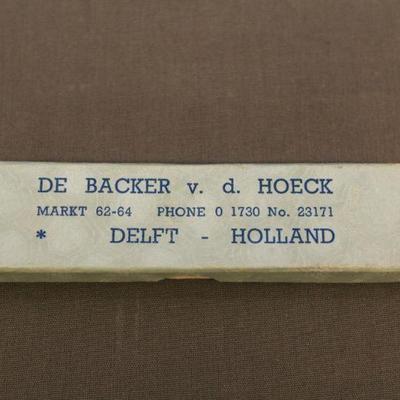 DE BACKER v. d. HOECK
MARKT 62-64 PHONE 0 1730 No. 23171
* DELFT - HOLLAND